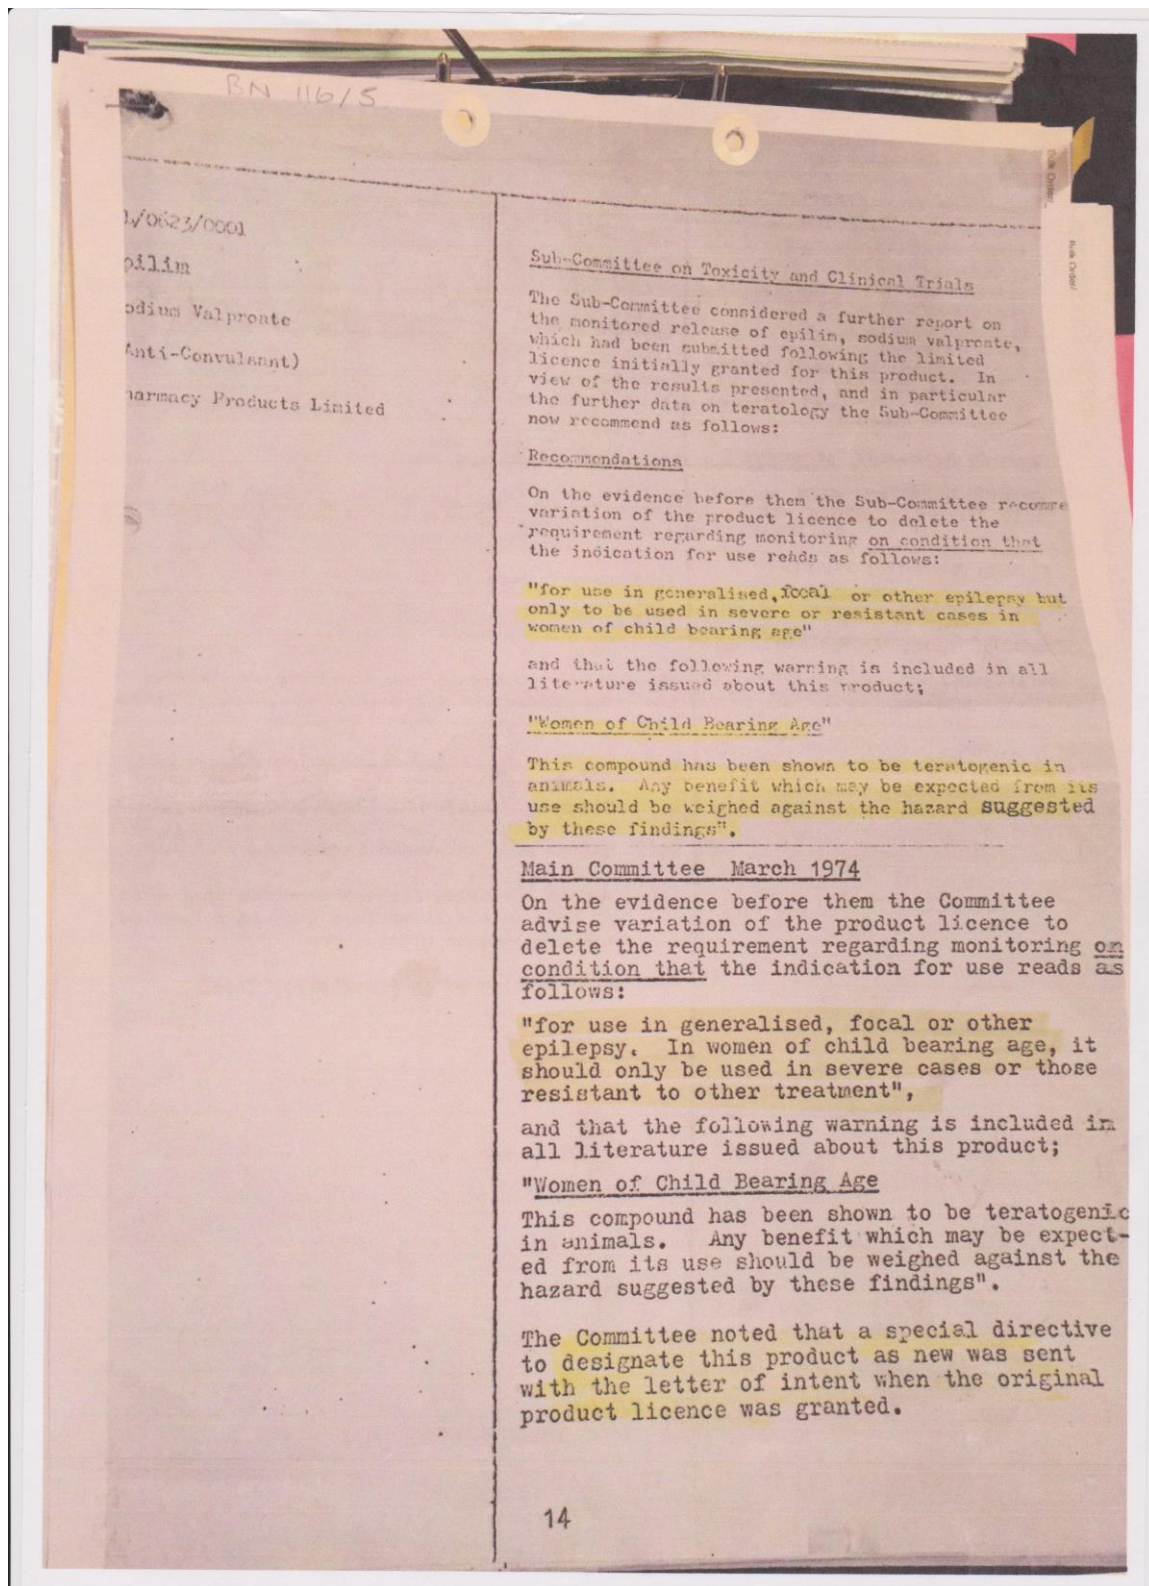 BN 116/5
Bulk Order/
Bulk Order/
1/0623/0001
pilim
odium Valproate
Anti-Convulsant)
harmacy Products Limited
Sub-Committee on Toxicity and Clinical Trials
The Sub-Committee considered a further report on
the monitored release of epilim, sodium valproate,
which had been submitted following the limited
licence initially granted for this product. In
view of the results presented, and in particular
the further data on teratology the Sub-Committee
now recommend as follows:
Recommendations
On the evidence before them the Sub-Committee recomme
variation of the product licence to delete the
requirement regarding monitoring on condition that
the indication for use reads as follows:
"for use in generalised, focal or other epilepsy but
only to be used in severe or resistant cases in
women of child bearing age"
and that the following warning is included in all
literature issued about this product;
"Women of Child Bearing Age"
This compound has been shown to be teratogenic in
animals. Any benefit which may be expected from its
use should be weighed against the hazard suggested
by these findings".
Main Committee March 1974
On the evidence before them the Committee
advise variation of the product licence to
delete the requirement regarding monitoring on
condition that the indication for use reads as
follows:
"for use in generalised, focal or other
epilepsy. In women of child bearing age, it
should only be used in severe cases or those
resistant to other treatment",
and that the following warning is included in
all literature issued about this product;
"Women of Child Bearing Age
This compound has been shown to be teratogenic
in animals. Any benefit which may be expect-
ed from its use should be weighed against the
hazard suggested by these findings".
The Committee noted that a special directive
to designate this product as new was sent
with the letter of intent when the original
product licence was granted.
14